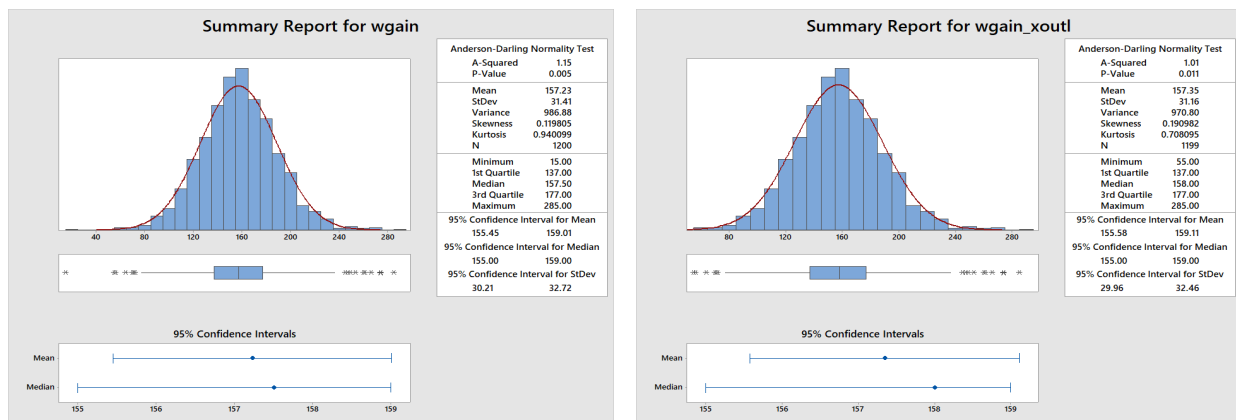 Summary Report for wgain
Anderson-Darling Normality Test
A-Squared 1.15
P-Value 0.005
Mean 157.23
StDev 31.41
Variance 986.88
Skewness 0.119805
Kurtosis 0.940099
N 1200
Minimum 15.00
1st Quartile 137.00
Median 157.50
3rd Quartile 177.00
Maximum 285.00
95% Confidence Interval for Mean
155.45 159.01
95% Confidence Interval for Median
155.00 159.00
95% Confidence Interval for StDev
30.21 32.72
40 80 120 160 200 240 280
95% Confidence Intervals
Mean
Median
155 156 157 158 159
Summary Report for wgain_xoutl
Anderson-Darling Normality Test
A-Squared 1.01
P-Value 0.011
Mean 157.35
StDev 31.16
Variance 970.80
Skewness 0.190982
Kurtosis 0.708095
N 1199
Minimum 55.00
1st Quartile 137.00
Median 158.00
3rd Quartile 177.00
Maximum 285.00
95% Confidence Interval for Mean
155.58 159.11
95% Confidence Interval for Median
155.00 159.00
95% Confidence Interval for StDev
29.96 32.46
80 120 160 200 240 280
95% Confidence Intervals
Mean
Median
155 156 157 158 159